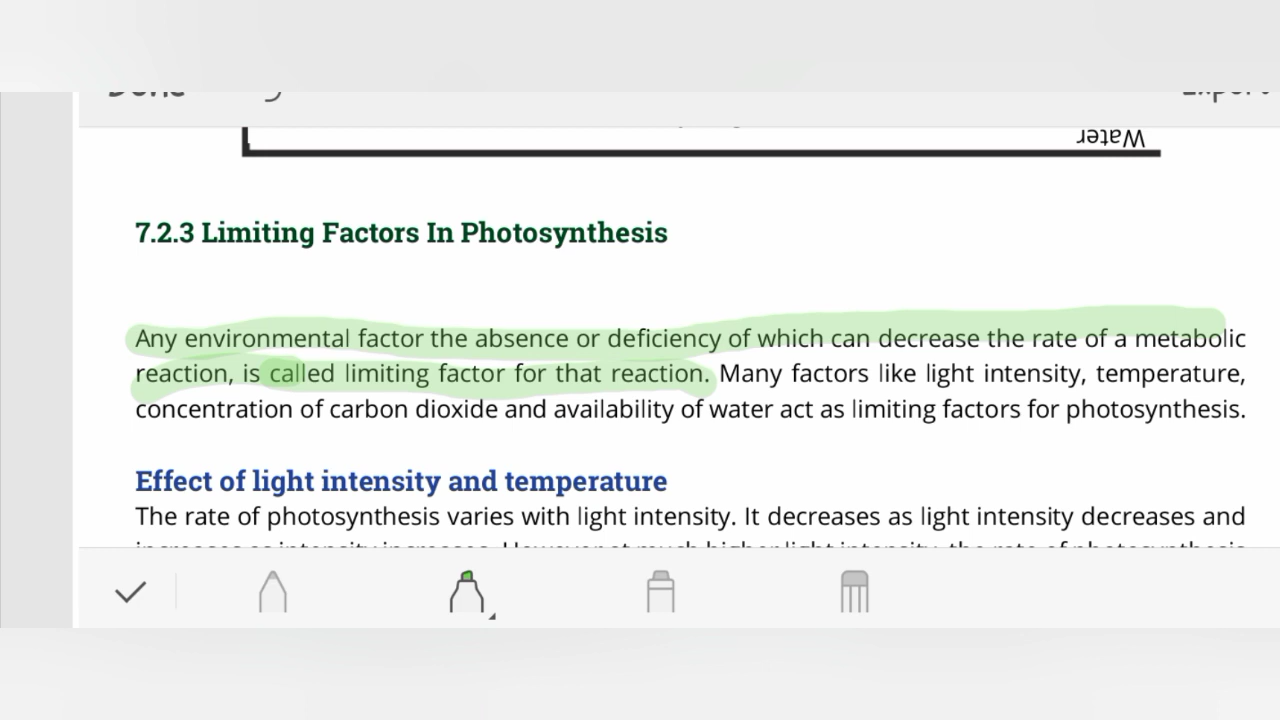 Water
7.2.3 Limiting Factors In Photosynthesis
Any environmental factor the absence or deficiency of which can decrease the rate of a metabolic
reaction, is called limiting factor for that reaction. Many factors like light intensity, temperature,
concentration of carbon dioxide and availability of water act as limiting factors for photosynthesis.
Effect of light intensity and temperature
The rate of photosynthesis varies with light intensity. It decreases as light intensity decreases and